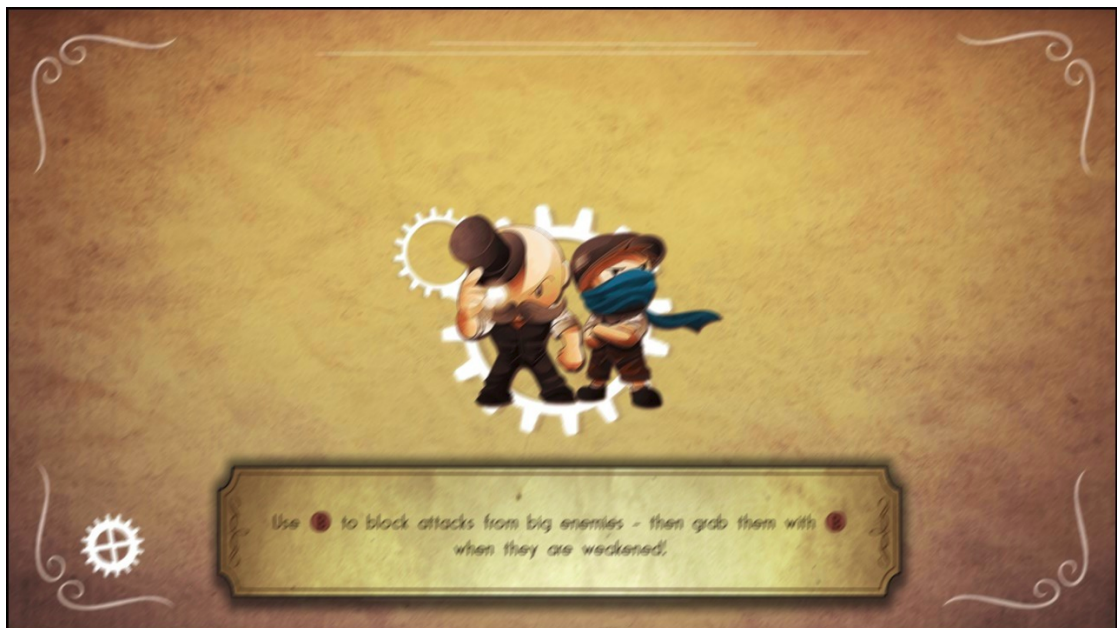 Use B to block attacks from big enemies - then grab them with B
when they are weakened!